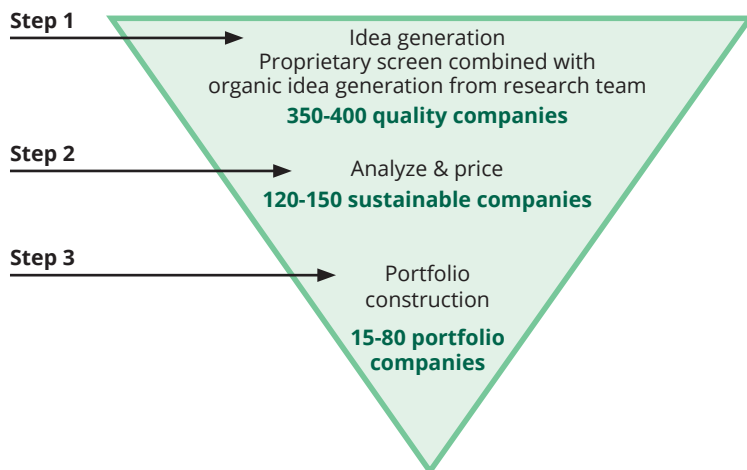 Step 1
Idea generation
Proprietary screen combined with
organic idea generation from research team
350-400 quality companies
Step 2
Analyze & price
120-150 sustainable companies
Step 3
Portfolio
construction
15-80 portfolio
companies